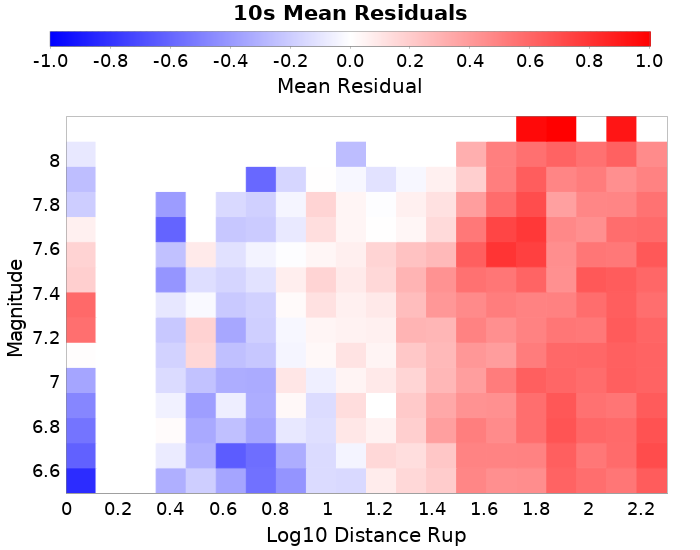 10s Mean Residuals
-1.0 -0.8 -0.6 -0.4 -0.2 0.0 0.2 0.4 0.6 0.8 1.0
Mean Residual
8
7.8
7.6
7.4
7.2
7
6.8
6.6
Magnitude
0 0.2 0.4 0.6 0.8 1 1.2 1.4 1.6 1.8 2 2.2
Log10 Distance Rup